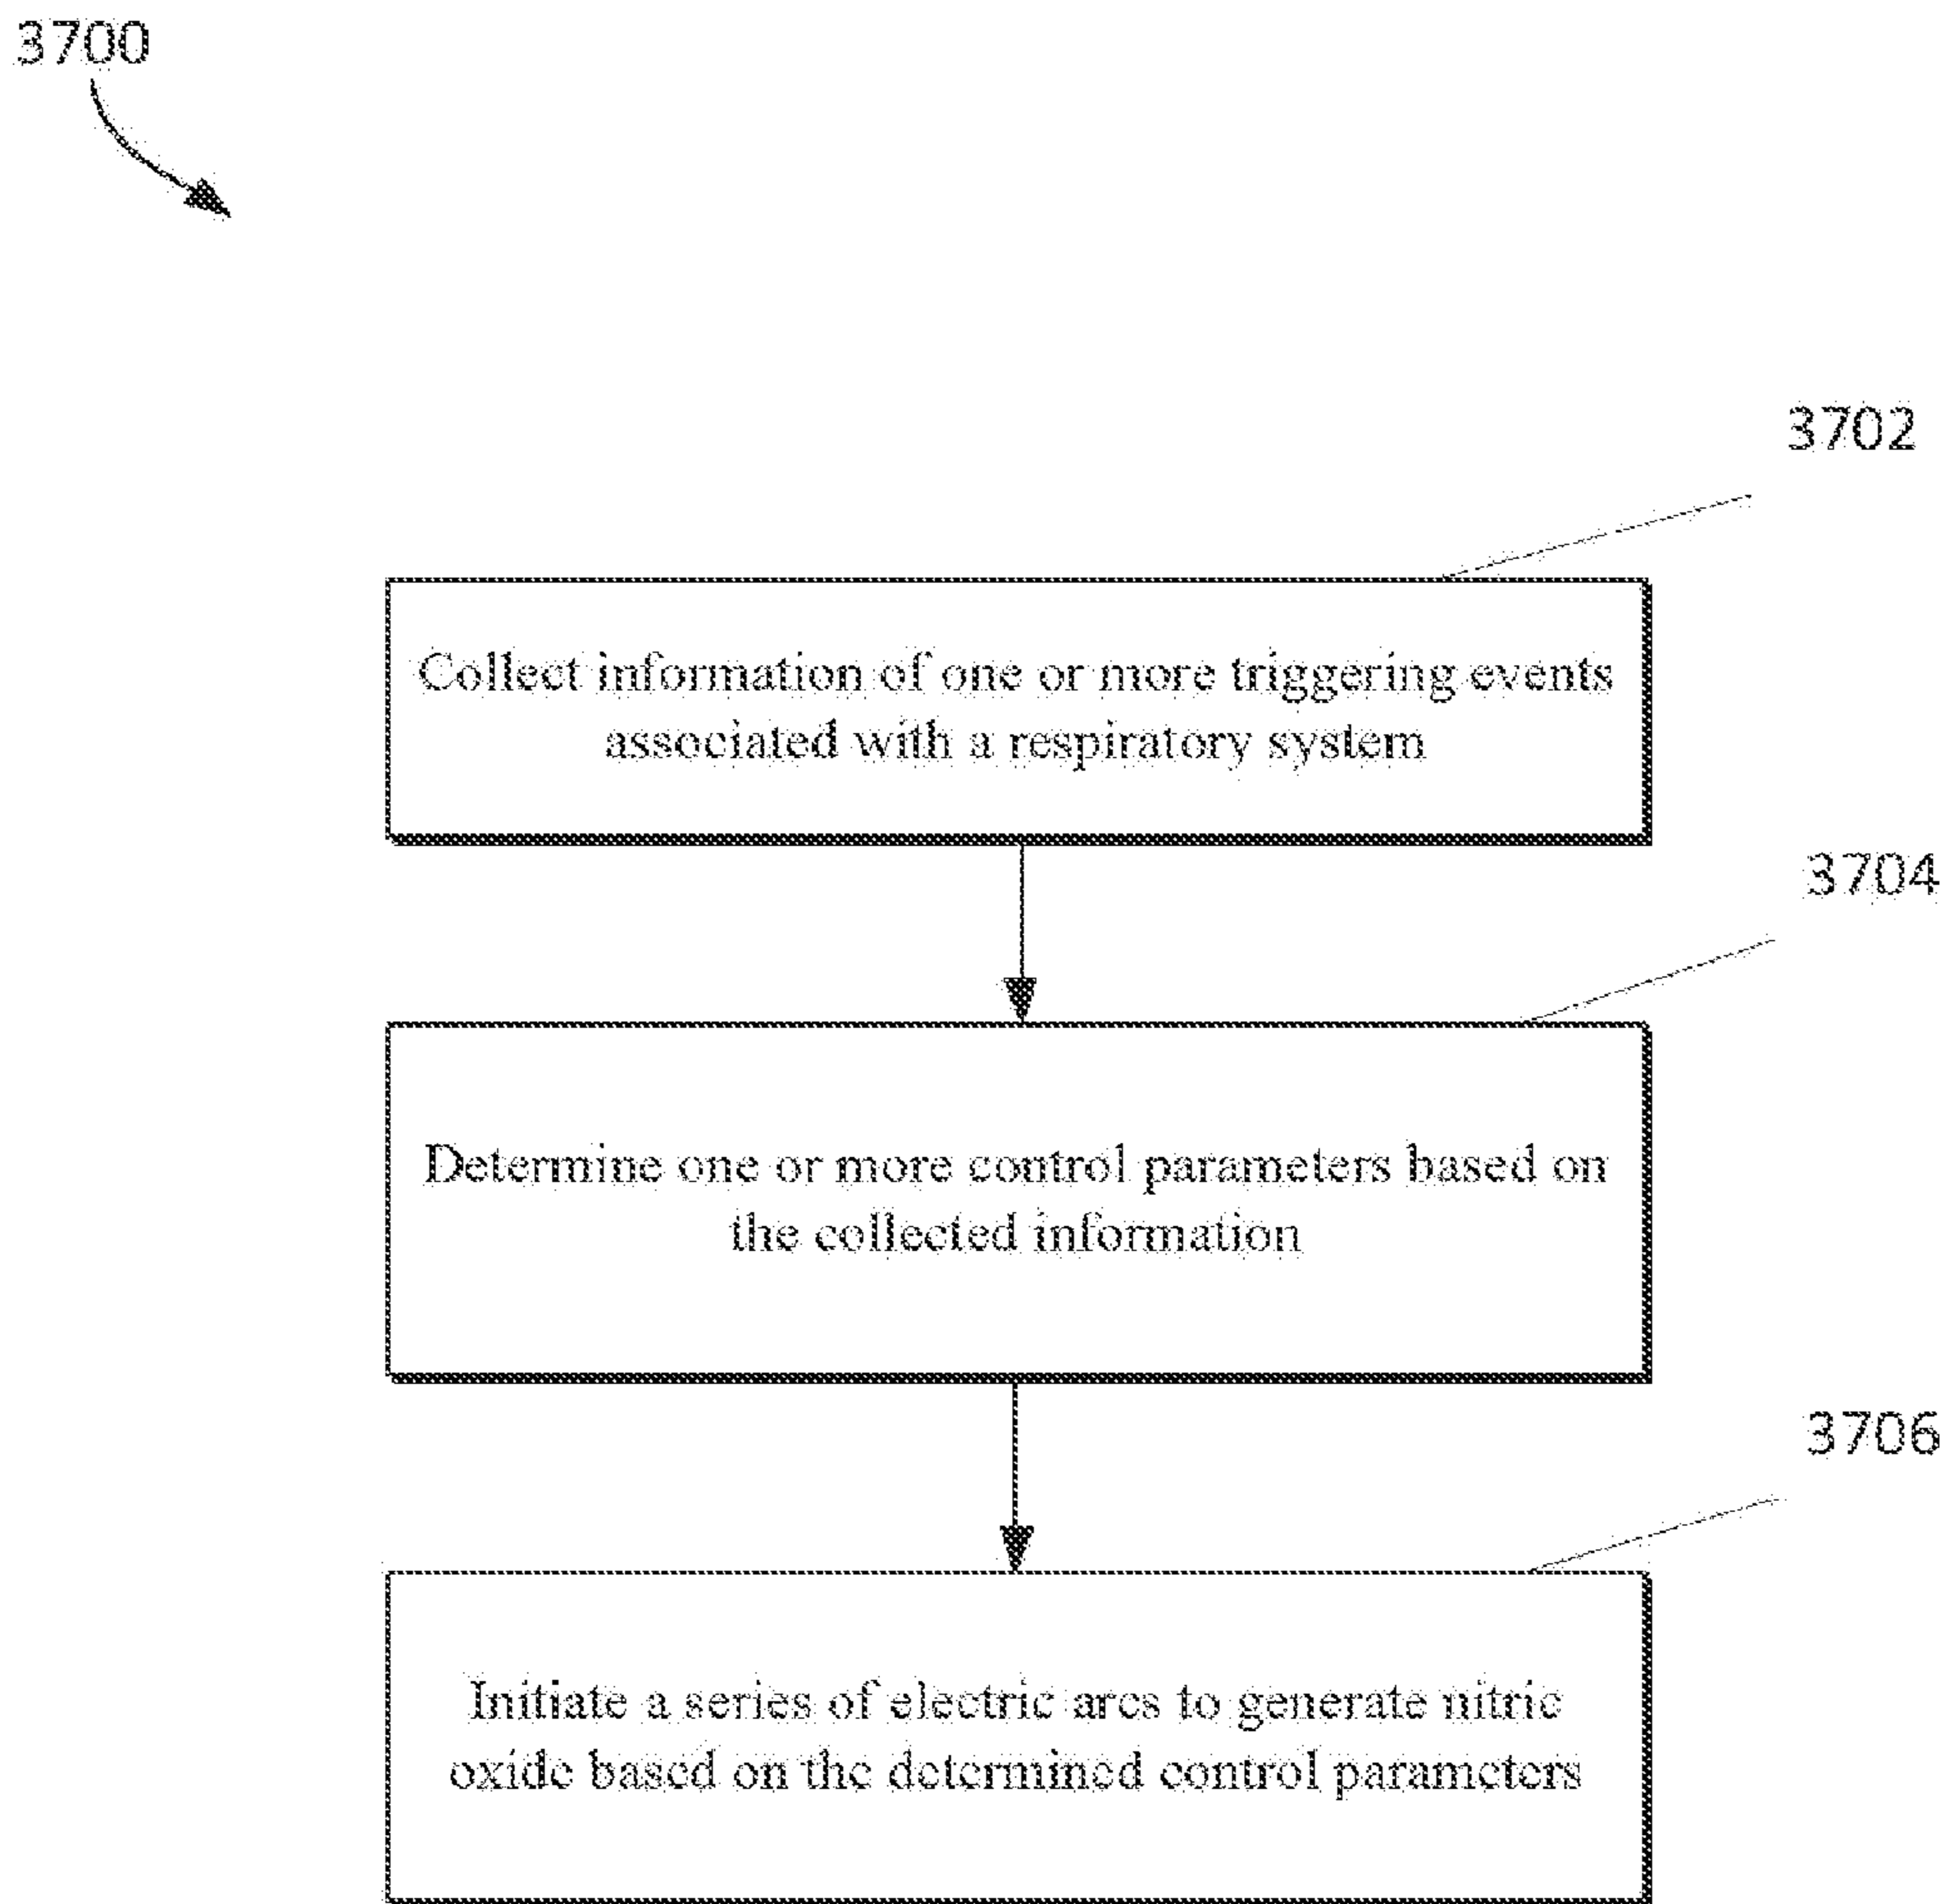 3700
3702
Collect information of one or more triggering events
associated with a respiratory system
3704
Determine one or more control parameters based on
the collected information
3706
Initiate a series of electric arcs to generate nitric
oxide based on the determined control parameters